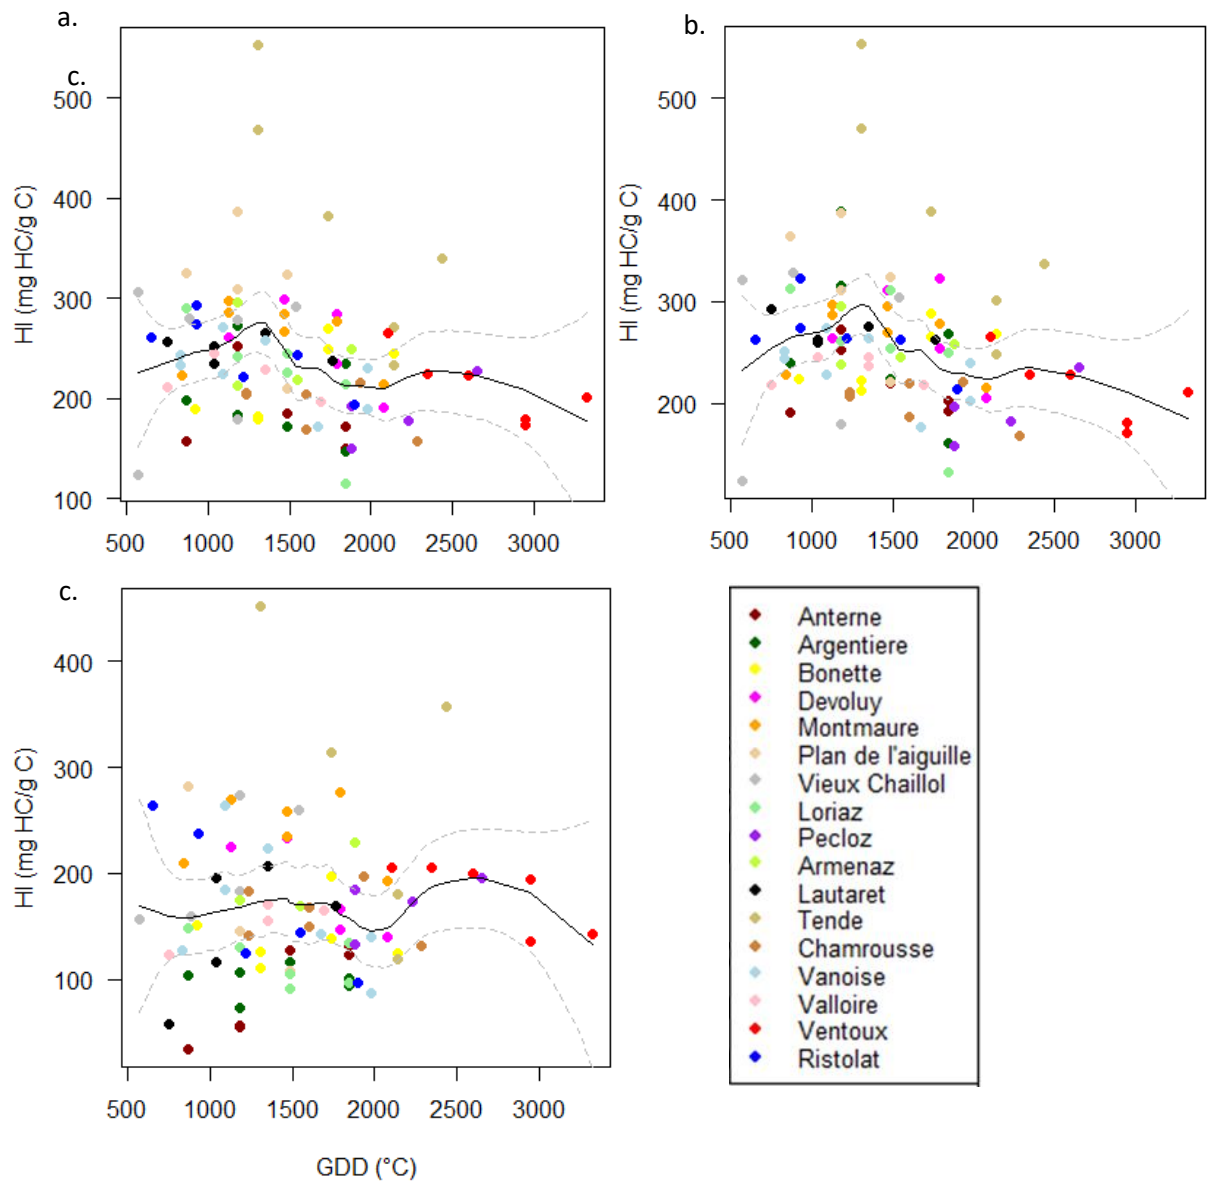 a.
b.
c.
500
400
300
200
100
HI (mg HC/g C)
500 1000 1500 2000 2500 3000
500
400
300
200
HI (mg HC/g C)
500 1000 1500 2000 2500 3000
c.
400
300
200
100
HI (mg HC/g C)
500 1000 1500 2000 2500 3000
GDD (°C)
Anterne
Argentiere
Bonette
Devoluy
Montmaure
Plan de l'aiguille
Vieux Chaillol
Loriaz
Pecloz
Armenaz
Lautaret
Tende
Chamrousse
Vanoise
Valloire
Ventoux
Ristolat